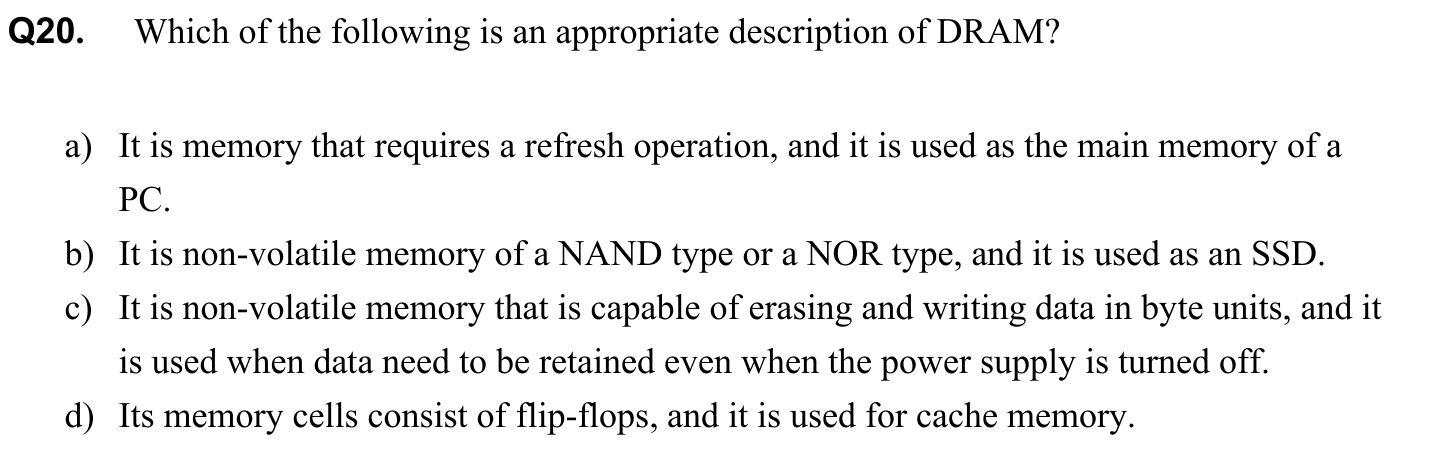 Q20. Which of the following is an appropriate description of DRAM?
a) It is memory that requires a refresh operation, and it is used as the main memory of a
PC.
b) It is non-volatile memory of a NAND type or a NOR type, and it is used as an SSD.
c) It is non-volatile memory that is capable of erasing and writing data in byte units, and it
is used when data need to be retained even when the power supply is turned off.
d) Its memory cells consist of flip-flops, and it is used for cache memory.